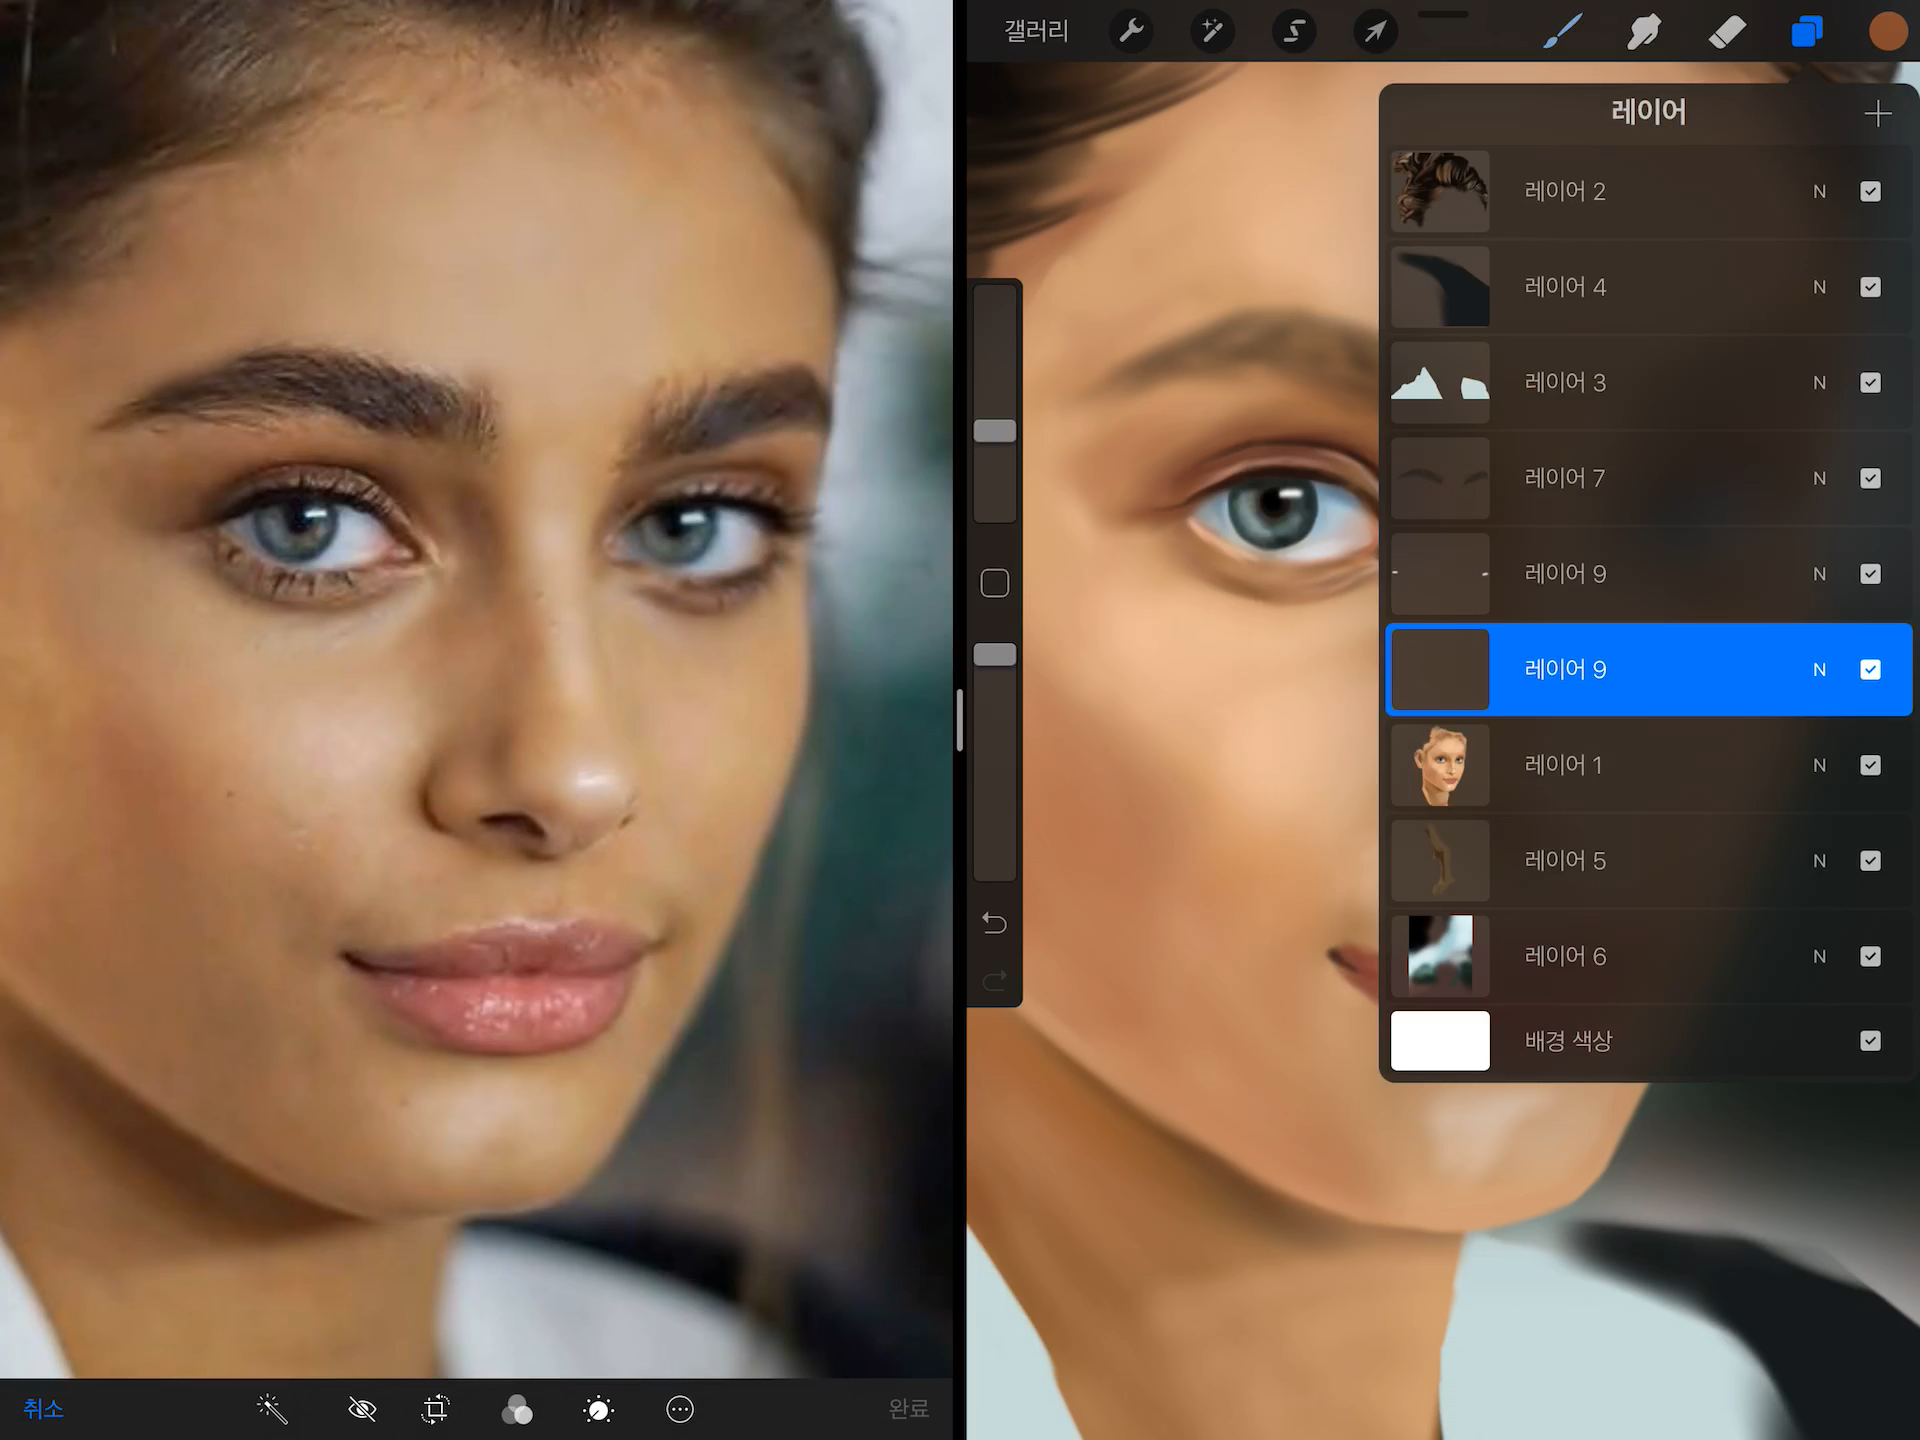 갤러리
레이어
레이어 2 N
레이어 4 N
레이어 3 N
레이어 7 N
레이어 9 N
레이어 9 N
레이어 1 N
레이어 5 N
레이어 6 N
배경 색상
취소
완료